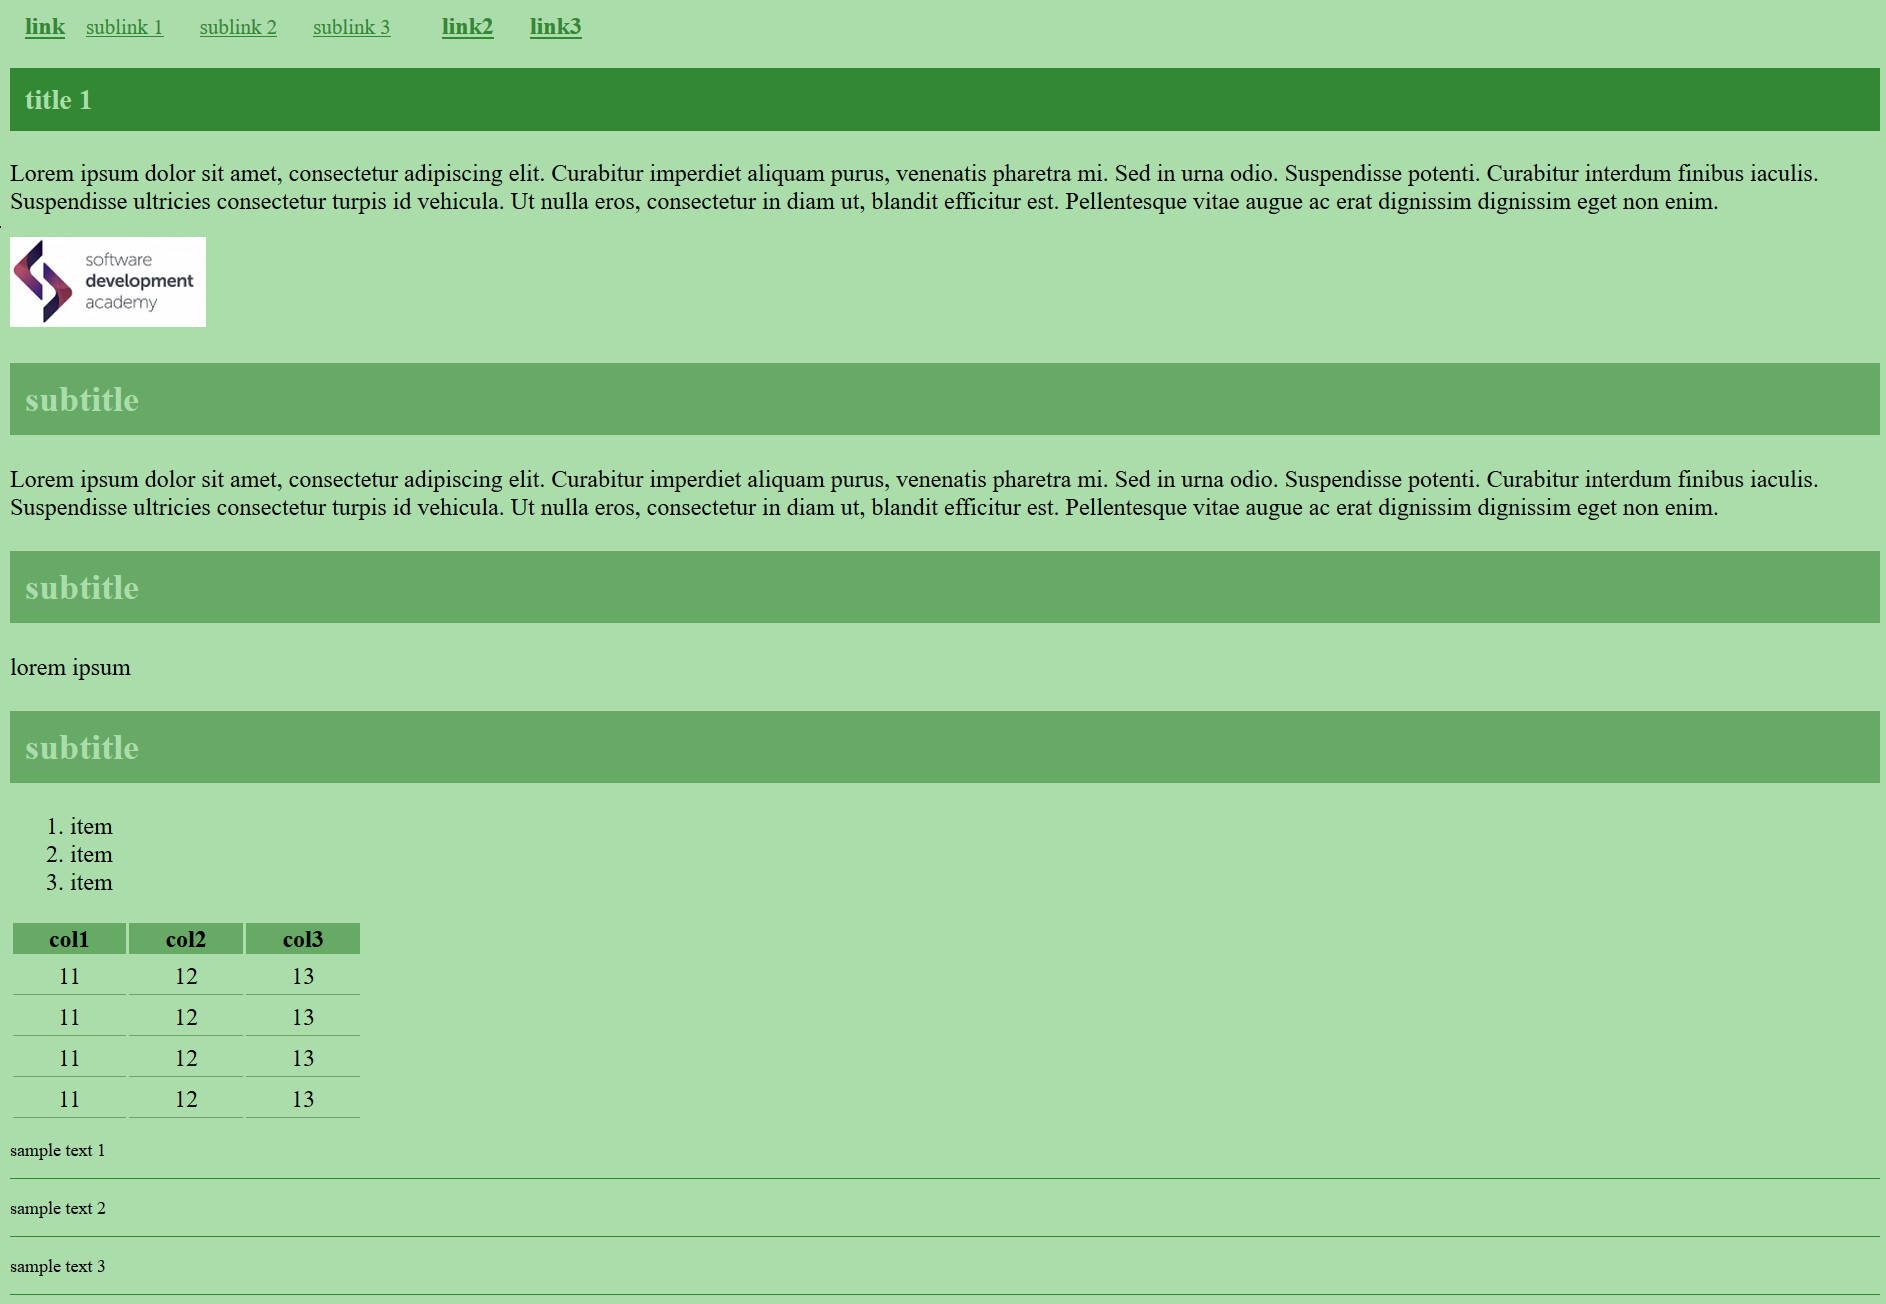 link sublink 1 sublink 2 sublink 3 link2 link3
title 1
Lorem ipsum dolor sit amet, consectetur adipiscing elit. Curabitur imperdiet aliquam purus, venenatis pharetra mi. Sed in urna odio. Suspendisse potenti. Curabitur interdum finibus iaculis.
Suspendisse ultricies consectetur turpis id vehicula. Ut nulla eros, consectetur in diam ut, blandit efficitur est. Pellentesque vitae augue ac erat dignissim dignissim eget non enim.
software
development
academy
subtitle
Lorem ipsum dolor sit amet, consectetur adipiscing elit. Curabitur imperdiet aliquam purus, venenatis pharetra mi. Sed in urna odio. Suspendisse potenti. Curabitur interdum finibus iaculis.
Suspendisse ultricies consectetur turpis id vehicula. Ut nulla eros, consectetur in diam ut, blandit efficitur est. Pellentesque vitae augue ac erat dignissim dignissim eget non enim.
subtitle
lorem ipsum
subtitle
1. item
2. item
3. item
col1 col2 col3
11 12 13
11 12 13
11 12 13
11 12 13
sample text 1
sample text 2
sample text 3